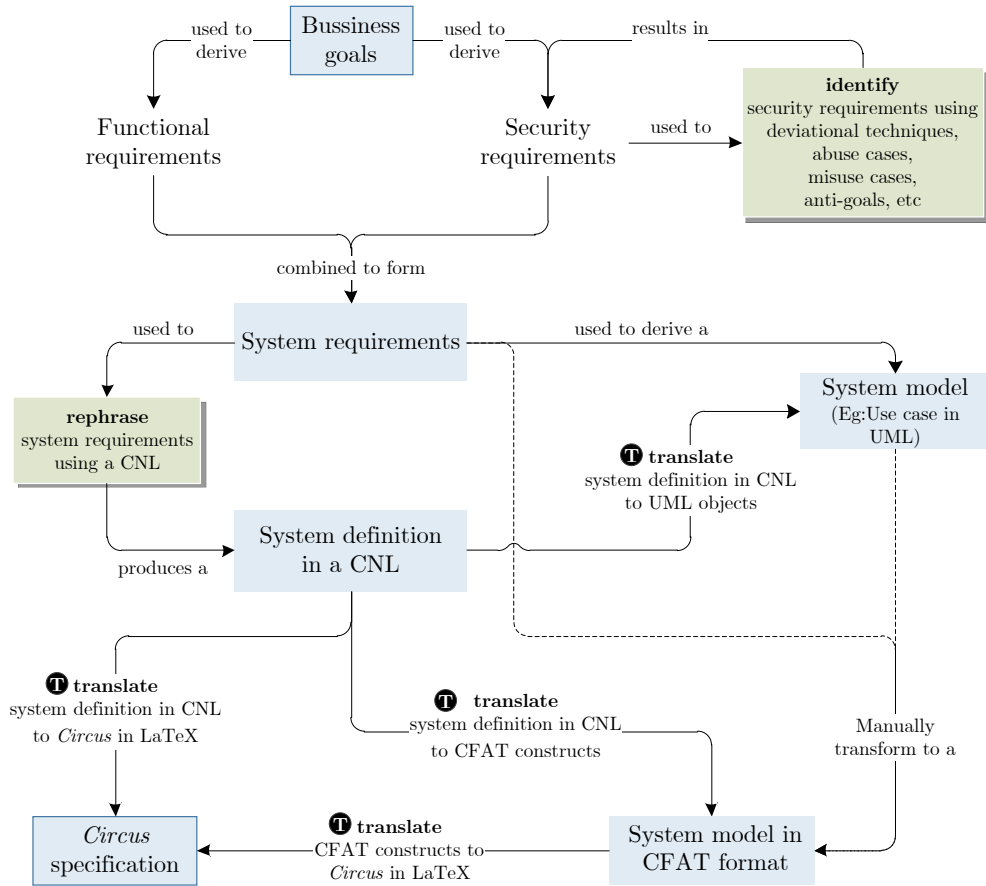 Bussiness
goals
used to
derive
used to
derive
results in
Functional
requirements
Security
requirements
used to
identify
security requirements using
deviational techniques,
abuse cases,
misuse cases,
anti-goals, etc
combined to form
System requirements
used to
used to derive a
rephrase
system requirements
using a CNL
System model
(Eg:Use case in
UML)
T translate
system definition in CNL
to UML objects
produces a
System definition
in a CNL
T translate
system definition in CNL
to Circus in LaTeX
T translate
system definition in CNL
to CFAT constructs
Manually
transform to a
Circus
specification
T translate
CFAT constructs to
Circus in LaTeX
System model in
CFAT format